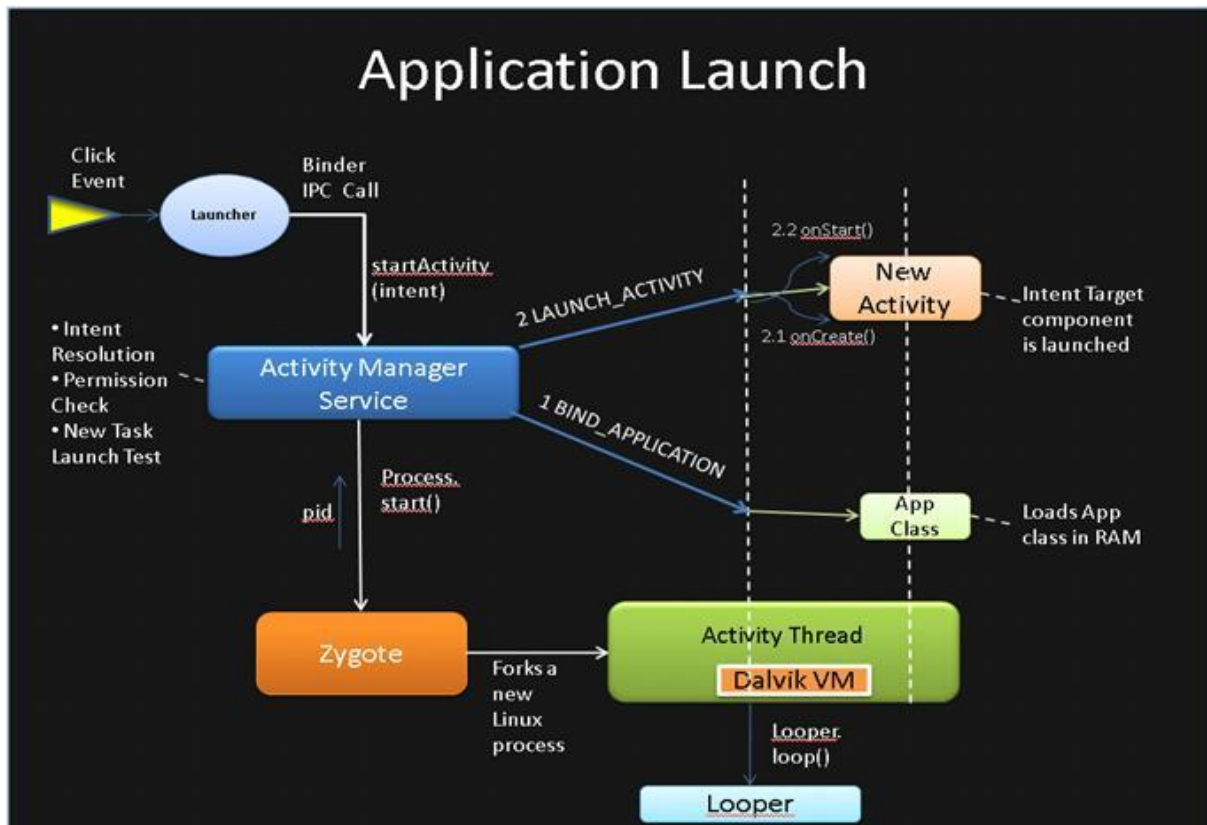 Application Launch
Click
Event
Launcher
Binder
IPC Call
startActivity
(intent)
• Intent
Resolution
• Permission
Check
• New Task
Launch Test
Activity Manager
Service
2 LAUNCH_ACTIVITY
2.2 onStart()
2.1 onCreate()
New
Activity
Intent Target
component
is launched
1 BIND_APPLICATION
App
Class
Loads App
class in RAM
pid
Process.
start()
Zygote
Forks a
new
Linux
process
Activity Thread
Dalvik VM
Looper.
loop()
Looper